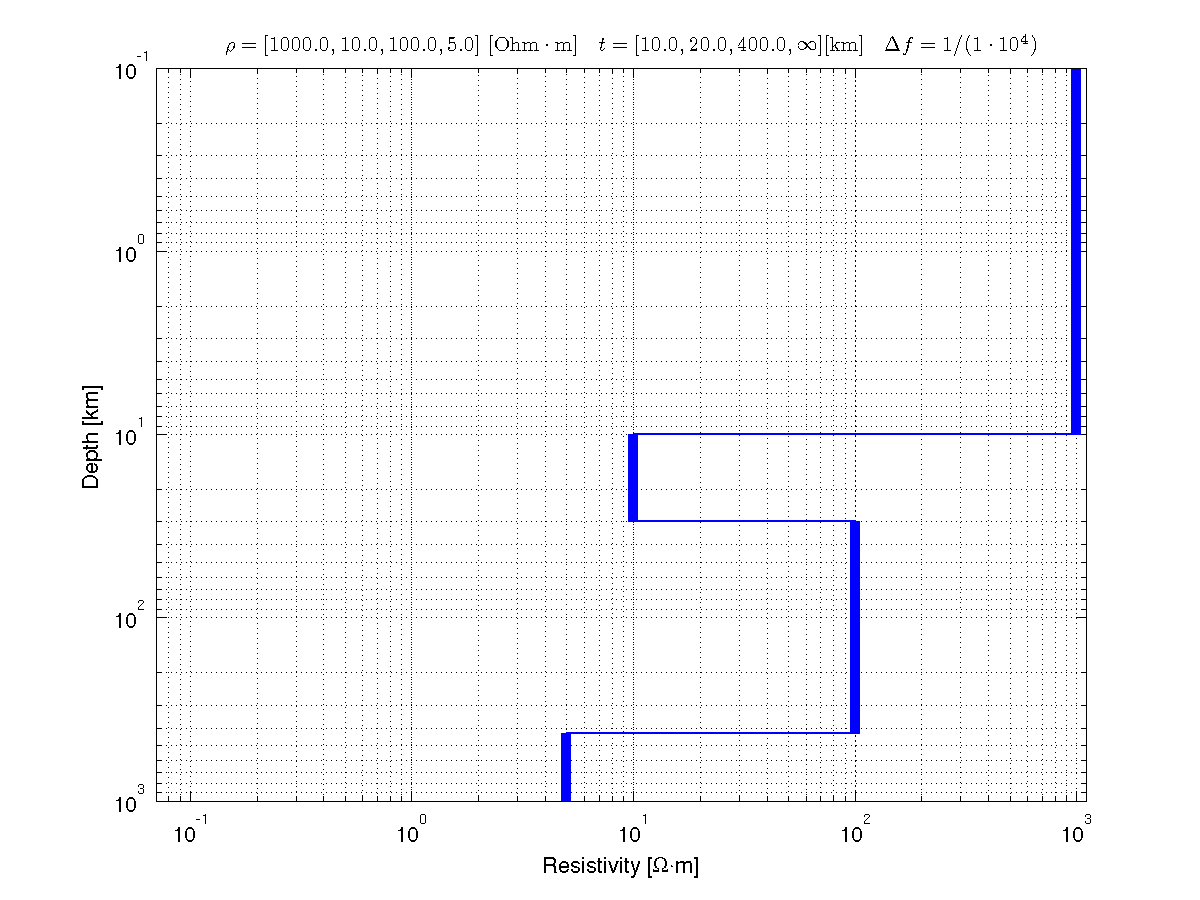 ρ = [1000.0, 10.0, 100.0, 5.0] [Ohm · m] t = [10.0, 20.0, 400.0, ∞][km] Δf = 1/(1 · 10⁴)
10⁻¹
10⁰
10¹
10²
10³
Depth [km]
10⁻¹ 10⁰ 10¹ 10² 10³
Resistivity [Ω·m]